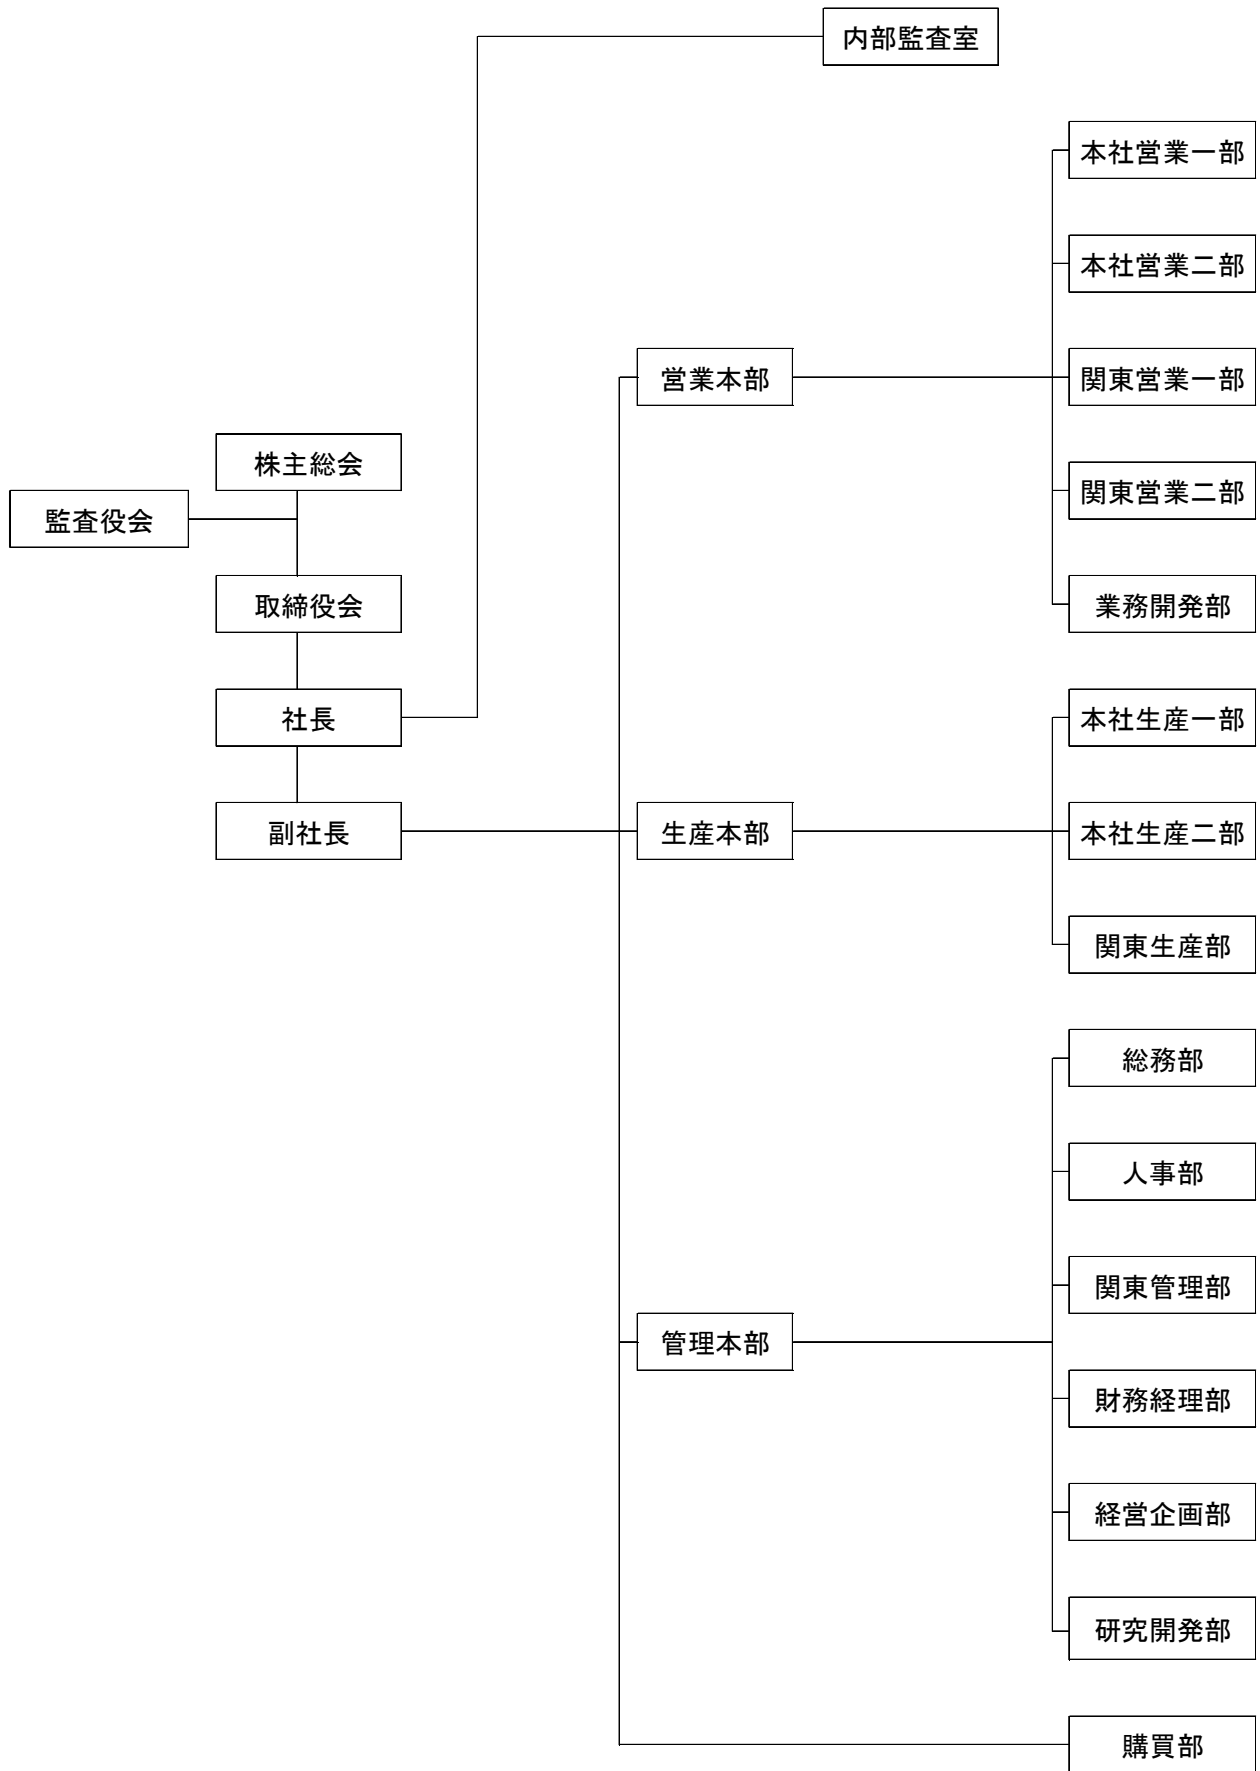 内部監査室
本社営業一部
本社営業二部
営業本部
関東営業一部
株主総会
関東営業二部
監査役会
取締役会
業務開発部
社長
本社生産一部
副社長
生産本部
本社生産二部
関東生産部
総務部
人事部
関東管理部
管理本部
財務経理部
経営企画部
研究開発部
購買部